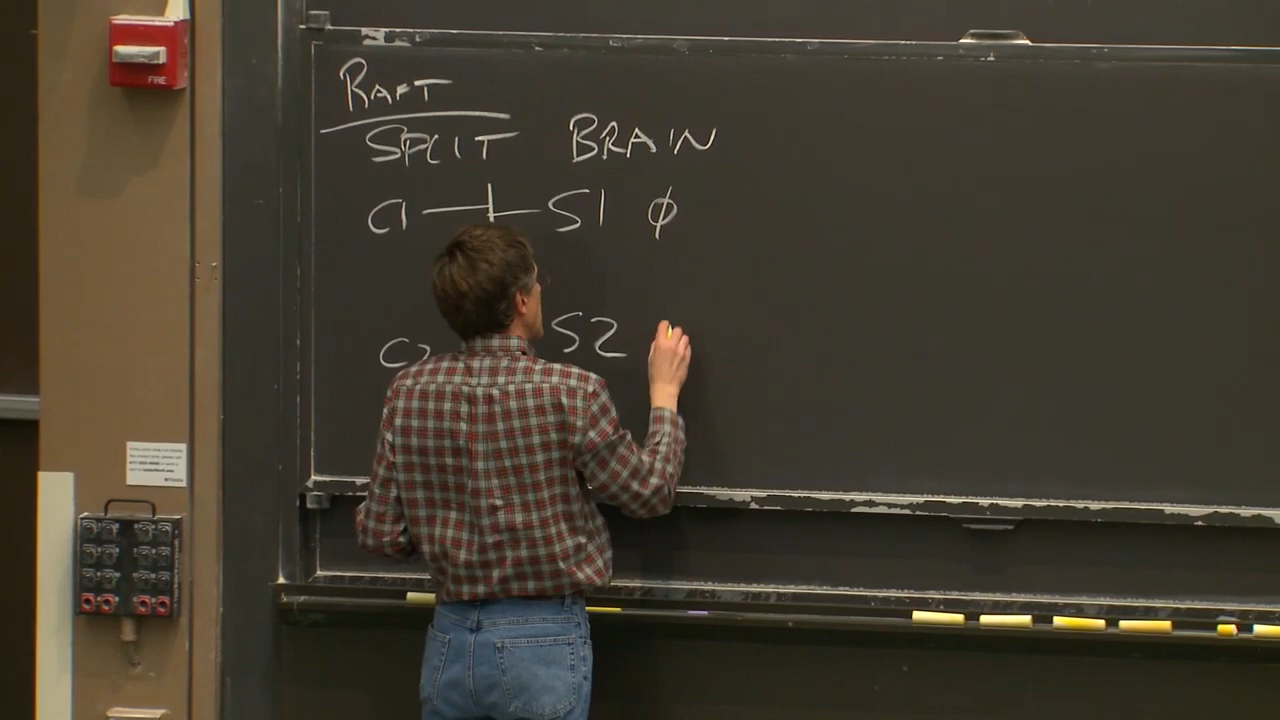 FIRE
RAFT
SPLIT BRAIN
C1 S1 ϕ
C2 S2